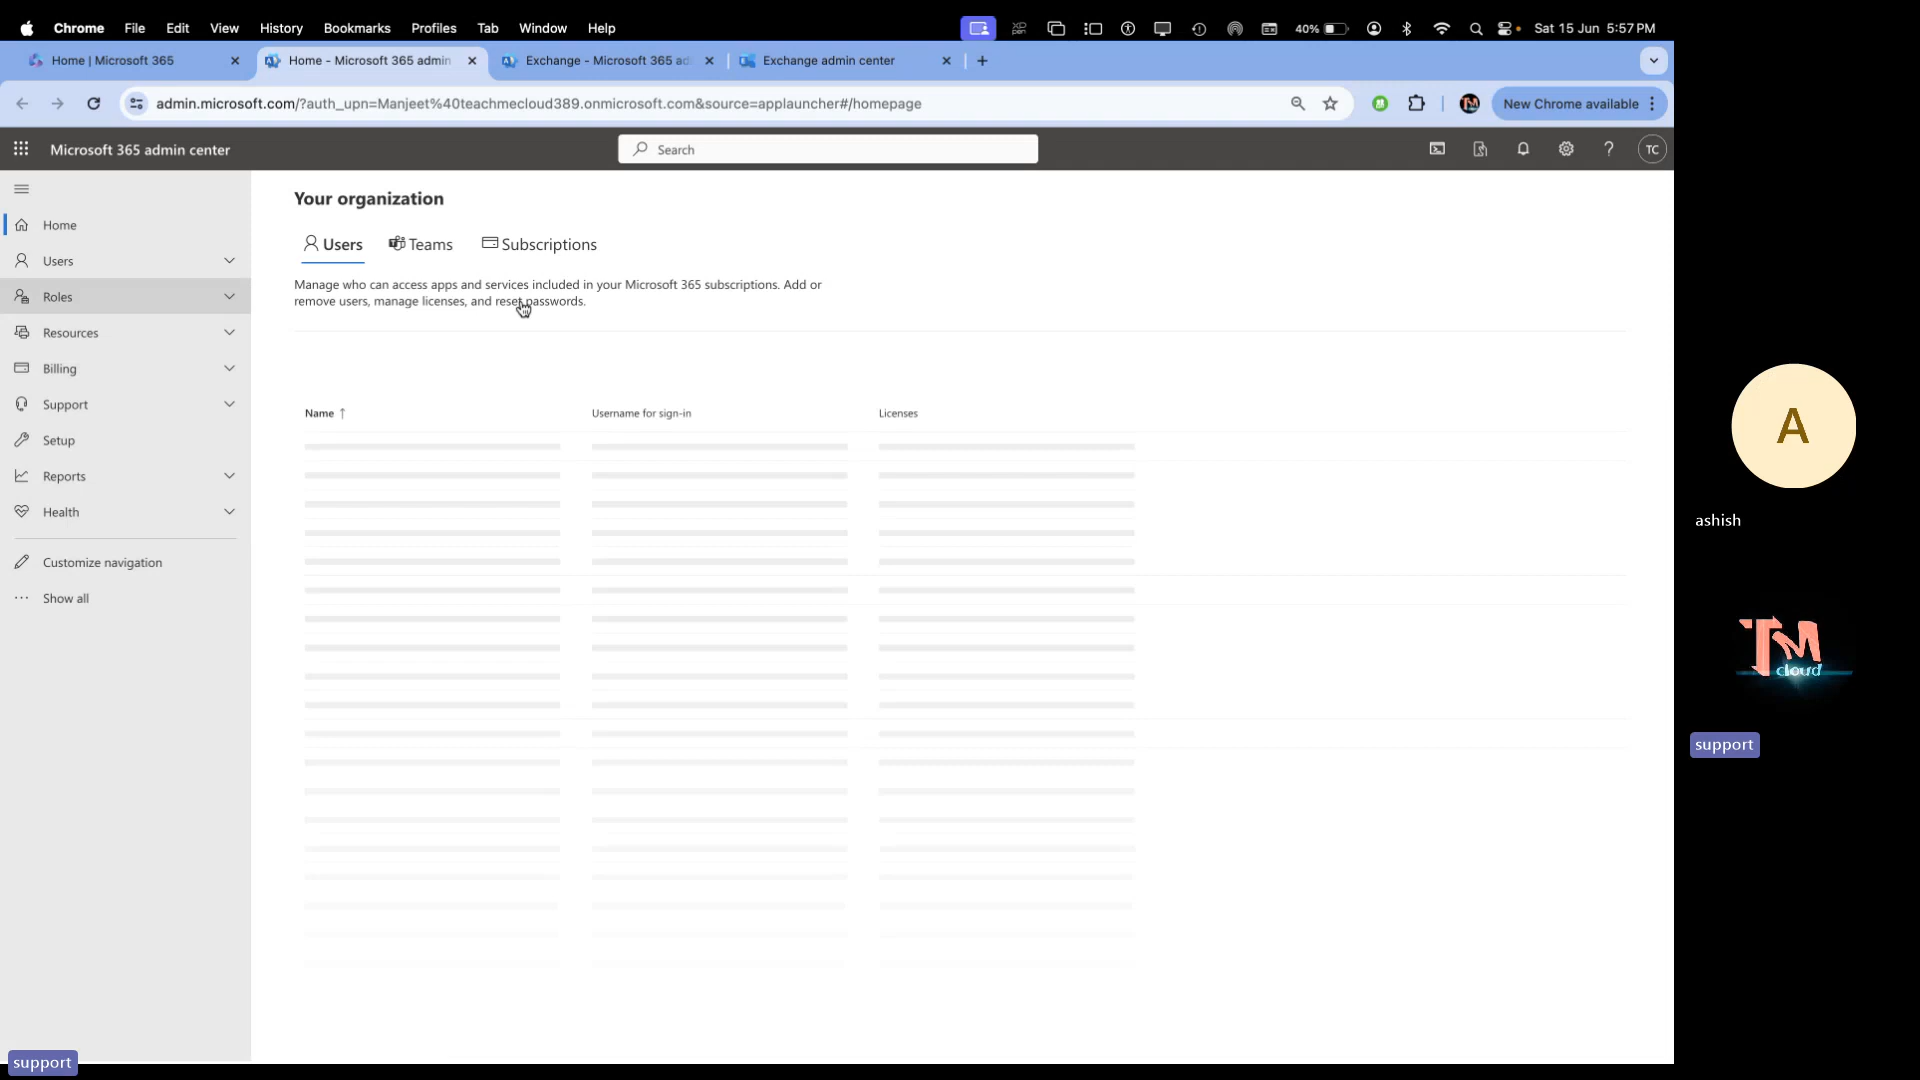 Chrome File Edit View History Bookmarks Profiles Tab Window Help 40% Sat 15 Jun 5:57 PM
Home | Microsoft 365 Home - Microsoft 365 admin Exchange - Microsoft 365 ad Exchange admin center
admin.microsoft.com/?auth_upn=Manjeet%40teachmecloud389.onmicrosoft.com&source=applauncher#/homepage New Chrome available
Microsoft 365 admin center Search TC
Your organization
Home
Users
Roles
Resources
Billing
Support
Setup
Reports
Health
Customize navigation
Show all
Users Teams Subscriptions
Manage who can access apps and services included in your Microsoft 365 subscriptions. Add or
remove users, manage licenses, and reset passwords.
Name ↑ Username for sign-in Licenses
A
ashish
TM
cloud
support
support